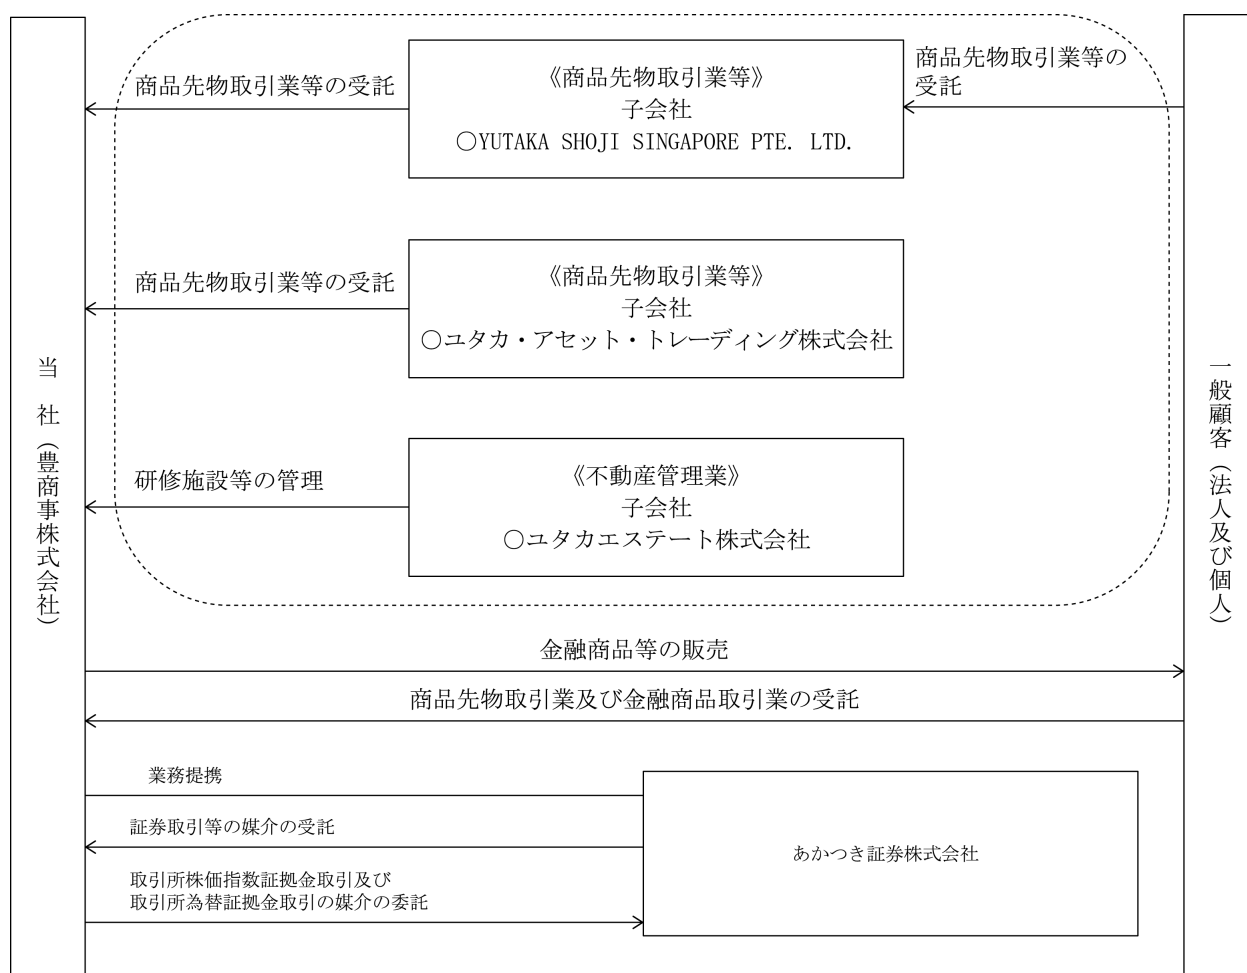 当　社（豊商事株式会社）
商品先物取引業等の受託
《商品先物取引業等》
子会社
○YUTAKA SHOJI SINGAPORE PTE. LTD.
商品先物取引業等の
受託
商品先物取引業等の受託
《商品先物取引業等》
子会社
○ユタカ・アセット・トレーディング株式会社
研修施設等の管理
《不動産管理業》
子会社
○ユタカエステート株式会社
一般顧客（法人及び個人）
金融商品等の販売
商品先物取引業及び金融商品取引業の受託
業務提携
証券取引等の媒介の受託
取引所株価指数証拠金取引及び
取引所為替証拠金取引の媒介の委託
あかつき証券株式会社